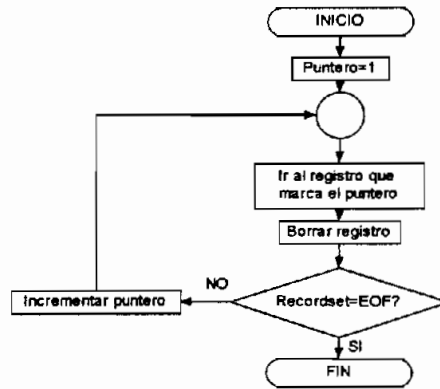 INICIO
Puntero=1
Ir al registro que
marca el puntero
Borrar registro
NO
Incrementar puntero
Recordset=EOF?
SI
FIN